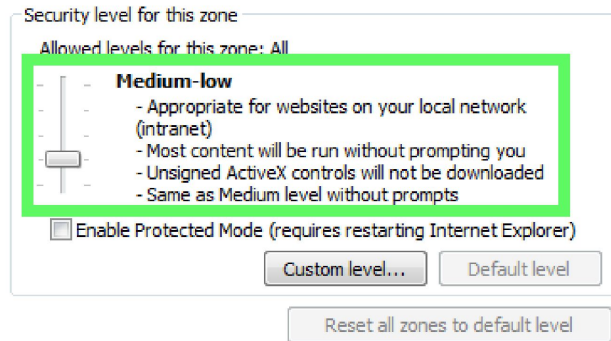 Security level for this zone
Allowed levels for this zone: All
Medium-low
- Appropriate for websites on your local network
(intranet)
- Most content will be run without prompting you
- Unsigned ActiveX controls will not be downloaded
- Same as Medium level without prompts
Enable Protected Mode (requires restarting Internet Explorer)
Custom level... Default level
Reset all zones to default level